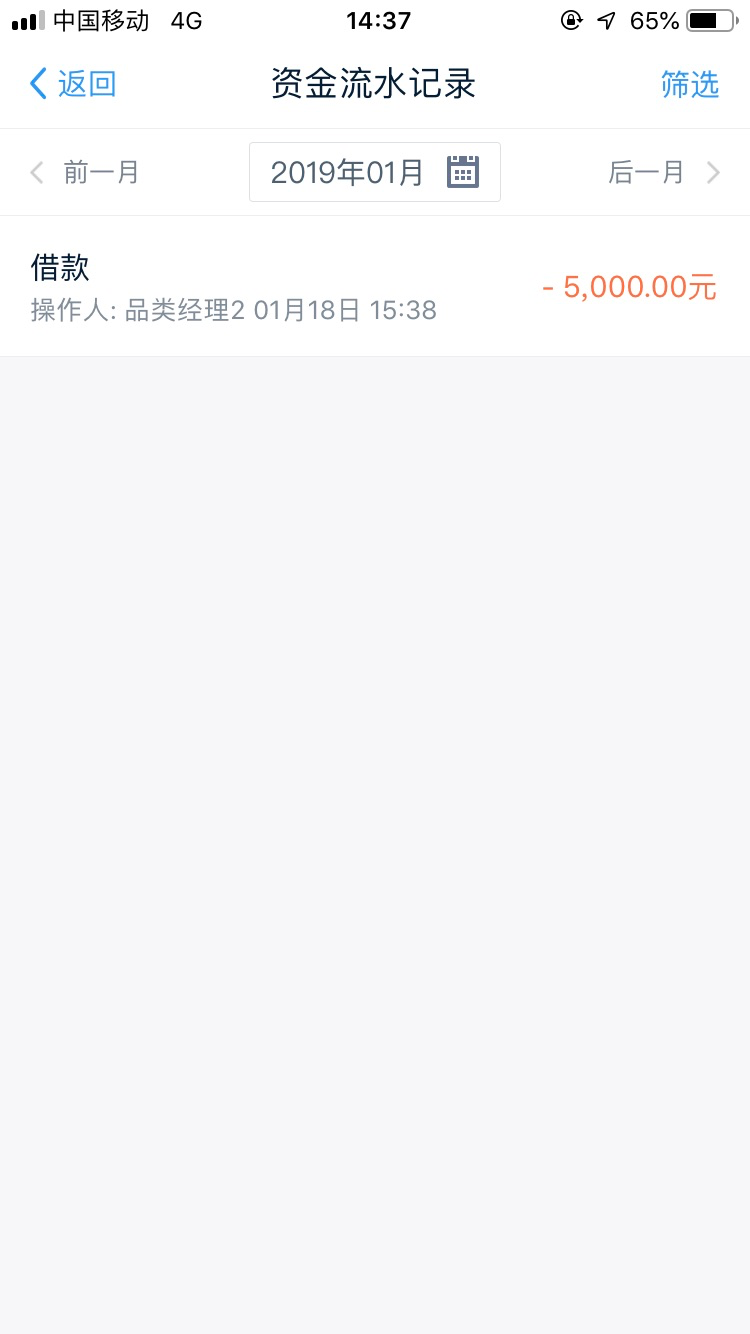 中国移动 4G 14:37 65%
返回 资金流水记录 筛选
前一月 2019年01月 后一月
借款
- 5,000.00元
操作人: 品类经理2 01月18日 15:38